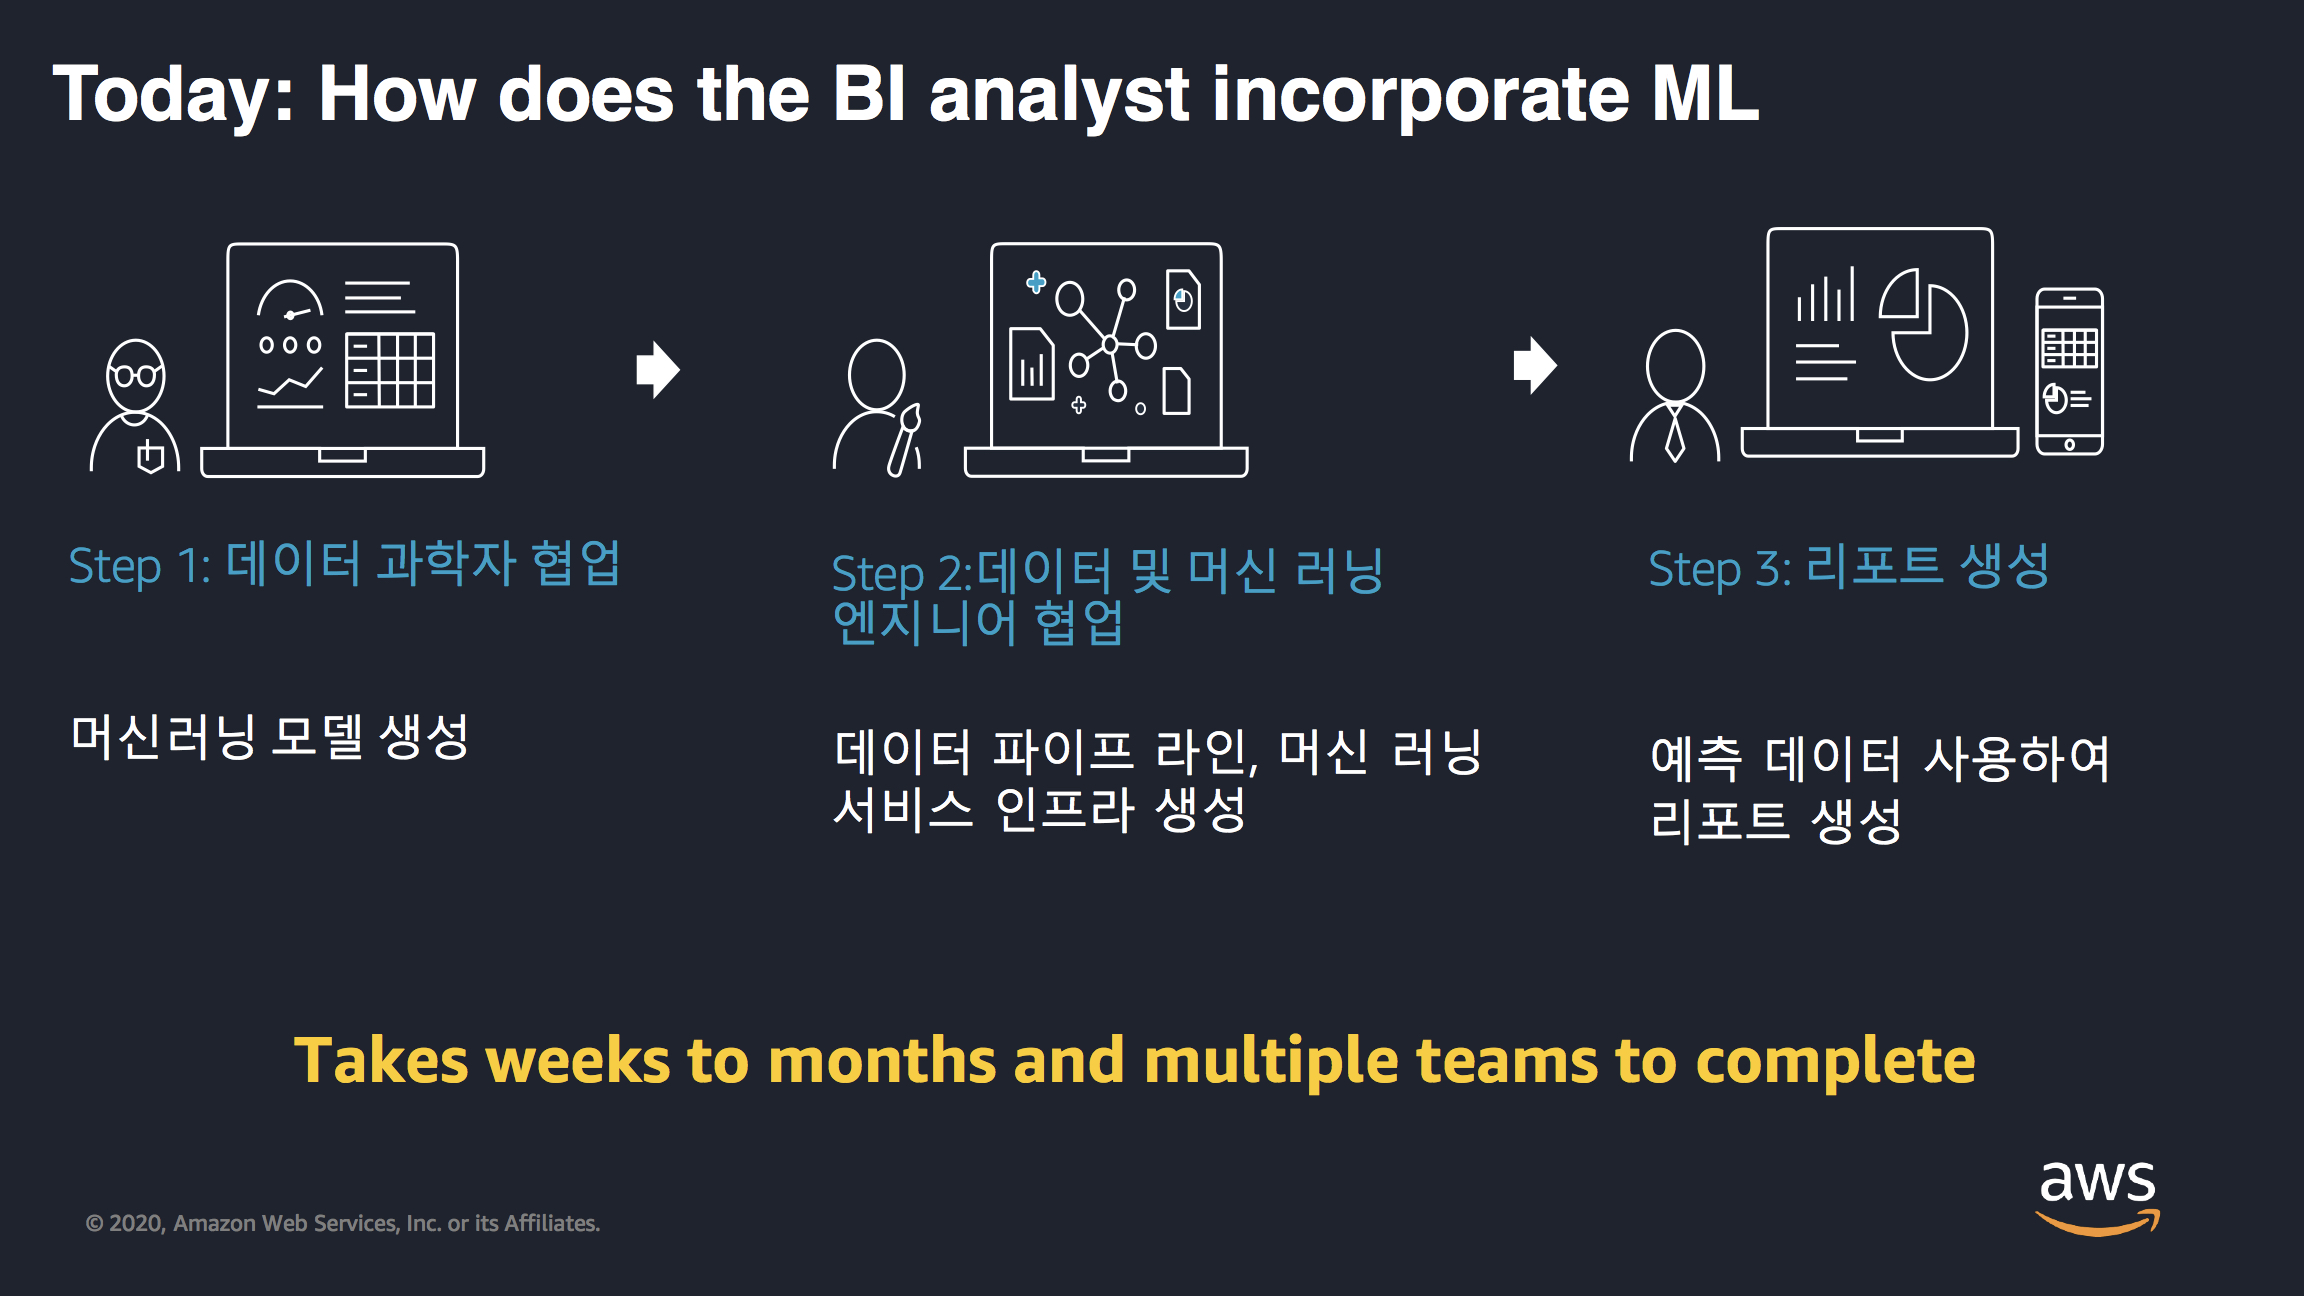 Today: How does the BI analyst incorporate ML
Step 1: 데이터 과학자 협업
머신러닝 모델 생성
Step 2:데이터 및 머신 러닝
엔지니어 협업
데이터 파이프 라인, 머신 러닝
서비스 인프라 생성
Step 3: 리포트 생성
예측 데이터 사용하여
리포트 생성
Takes weeks to months and multiple teams to complete
© 2020, Amazon Web Services, Inc. or its Affiliates.
aws